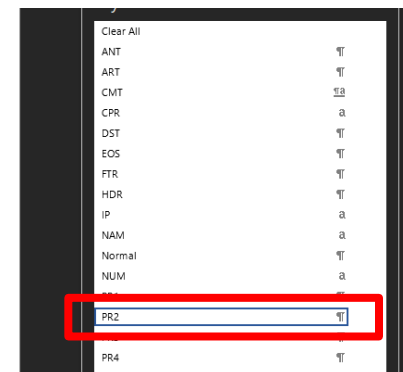 Clear All
ANT ¶
ART ¶
CMT ¶a
CPR a
DST ¶
EOS ¶
FTR ¶
HDR ¶
IP a
NAM a
Normal ¶
NUM a
PR2 ¶
PR4 ¶